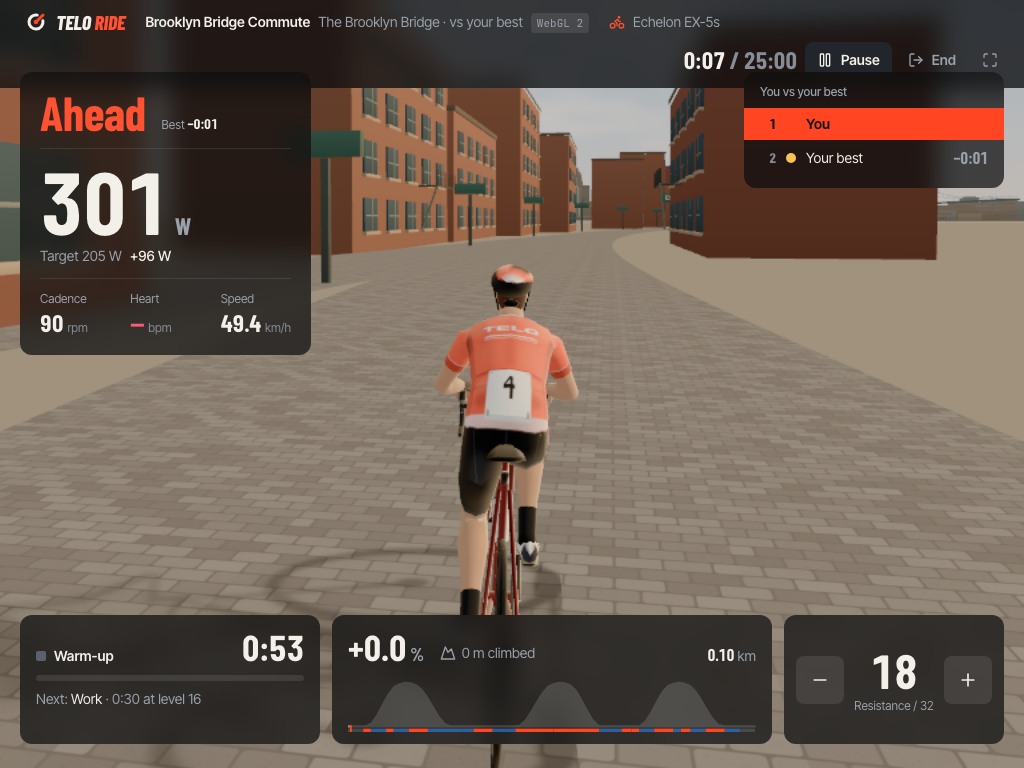 TELO RIDE Brooklyn Bridge Commute The Brooklyn Bridge · vs your best WebGL 2 Echelon EX-5s
0:07 / 25:00 Pause End
Ahead Best −0:01
301 W
Target 205 W +96 W
Cadence Heart Speed
90 rpm — bpm 49.4 km/h
You vs your best
1 You
2 Your best −0:01
TELO
4
Warm-up 0:53
Next: Work · 0:30 at level 16
+0.0 % 0 m climbed 0.10 km
− 18 +
Resistance / 32